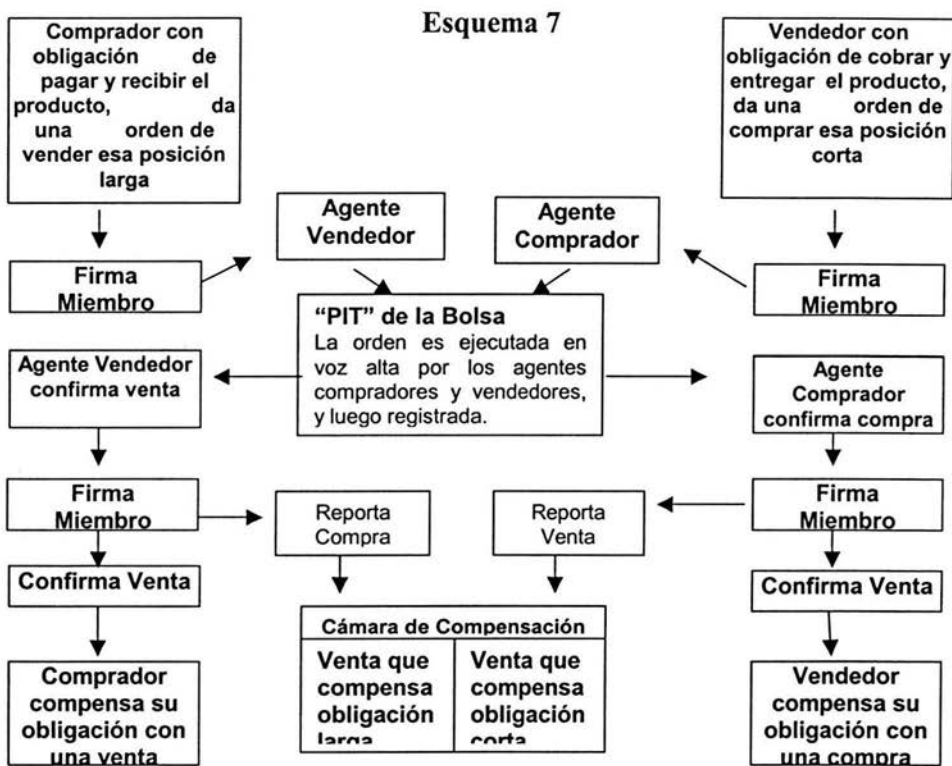 Esquema 7
Comprador con
obligación de
pagar y recibir el
producto, da
una orden de
vender esa posición
larga
Vendedor con
obligación de cobrar y
entregar el producto,
da una orden de
comprar esa posición
corta
Agente
Vendedor
Agente
Comprador
Firma
Miembro
Firma
Miembro
“PIT” de la Bolsa
La orden es ejecutada en
voz alta por los agentes
compradores y vendedores,
y luego registrada.
Agente Vendedor
confirma venta
Agente
Comprador
confirma compra
Firma
Miembro
Reporta
Compra
Reporta
Venta
Firma
Miembro
Confirma Venta
Confirma Venta
Cámara de Compensación
Venta que
compensa
obligación
larga
Venta que
compensa
obligación
corta
Comprador
compensa su
obligación con
una venta
Vendedor
compensa su
obligación con
una compra